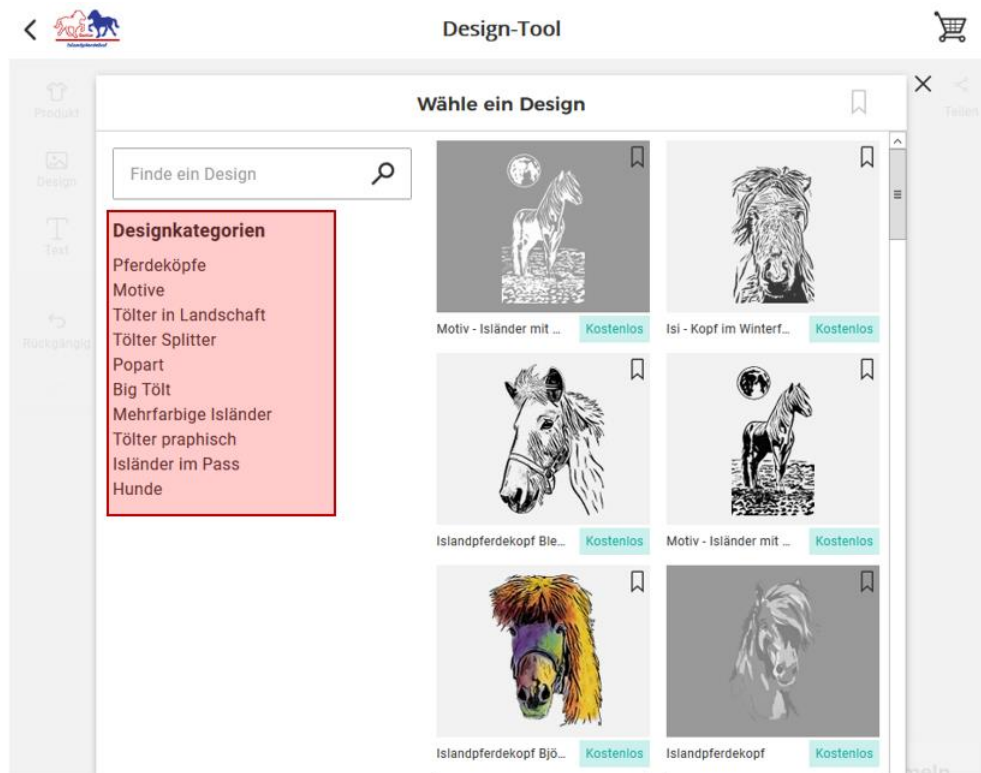 Design-Tool
Produkt
Design
Text
Rückgängig
Teilen
Wähle ein Design
Finde ein Design
Designkategorien
Pferdeköpfe
Motive
Tölter in Landschaft
Tölter Splitter
Popart
Big Tölt
Mehrfarbige Isländer
Tölter praphisch
Isländer im Pass
Hunde
Motiv - Isländer mit ... Kostenlos
Isi - Kopf im Winterf... Kostenlos
Islandpferdekopf Ble... Kostenlos
Motiv - Isländer mit ... Kostenlos
Islandpferdekopf Bjö... Kostenlos
Islandpferdekopf Kostenlos